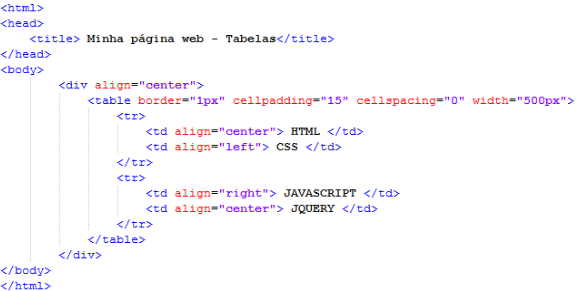 <html>
<head>
<title> Minha página web - Tabelas</title>
</head>
<body>
<div align="center">
<table border="1px" cellpadding="15" cellspacing="0" width="500px">
<tr>
<td align="center"> HTML </td>
<td align="left"> CSS </td>
</tr>
<tr>
<td align="right"> JAVASCRIPT </td>
<td align="center"> JQUERY </td>
</tr>
</table>
</div>
</body>
</html>